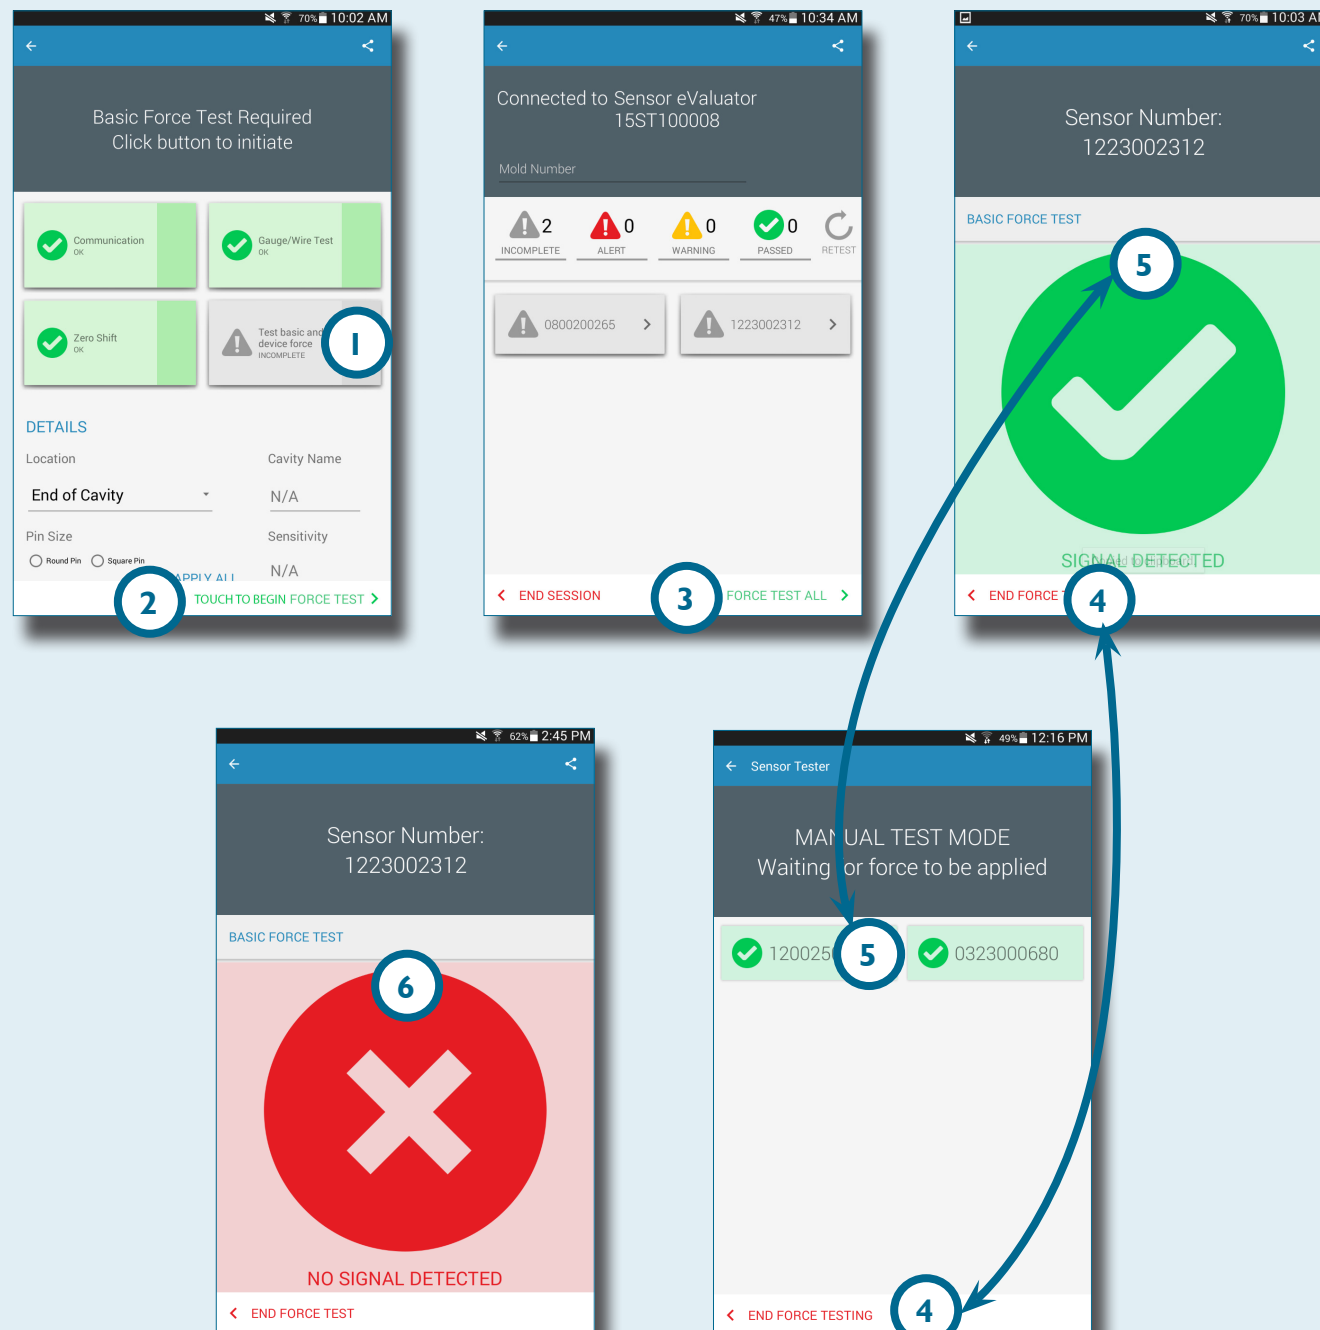 70% 10:02 AM
Basic Force Test Required
Click button to initiate
Communication
OK
Gauge/Wire Test
OK
Zero Shift
OK
Test basic and
device force
INCOMPLETE
1
DETAILS
Location
Cavity Name
End of Cavity
N/A
Pin Size
Sensitivity
Round Pin
Square Pin
N/A
APPLY ALL
2
TOUCH TO BEGIN FORCE TEST
47% 10:34 AM
Connected to Sensor eValuator
15ST100008
Mold Number
2
0
0
0
INCOMPLETE
ALERT
WARNING
PASSED
RETEST
0800200265
1223002312
END SESSION
3
FORCE TEST ALL
70% 10:03 AM
Sensor Number:
1223002312
BASIC FORCE TEST
5
SIGNAL DETECTED
END FORCE
4
62% 2:45 PM
Sensor Number:
1223002312
BASIC FORCE TEST
6
NO SIGNAL DETECTED
END FORCE TEST
49% 12:16 PM
Sensor Tester
MANUAL TEST MODE
Waiting for force to be applied
120025
5
0323000680
END FORCE TESTING
4